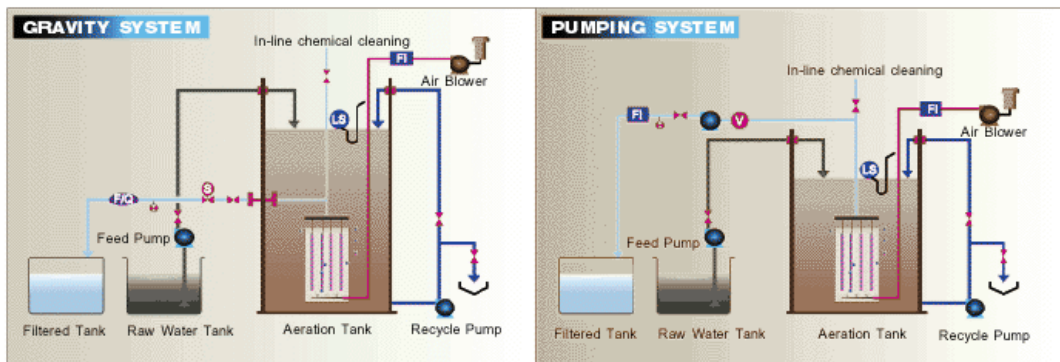 GRAVITY SYSTEM
In-line chemical cleaning
FI
Air Blower
LS
F/Q
S
Feed Pump
Filtered Tank
Raw Water Tank
Aeration Tank
Recycle Pump
PUMPING SYSTEM
In-line chemical cleaning
FI
V
FI
Air Blower
LS
Feed Pump
Filtered Tank
Raw Water Tank
Aeration Tank
Recycle Pump